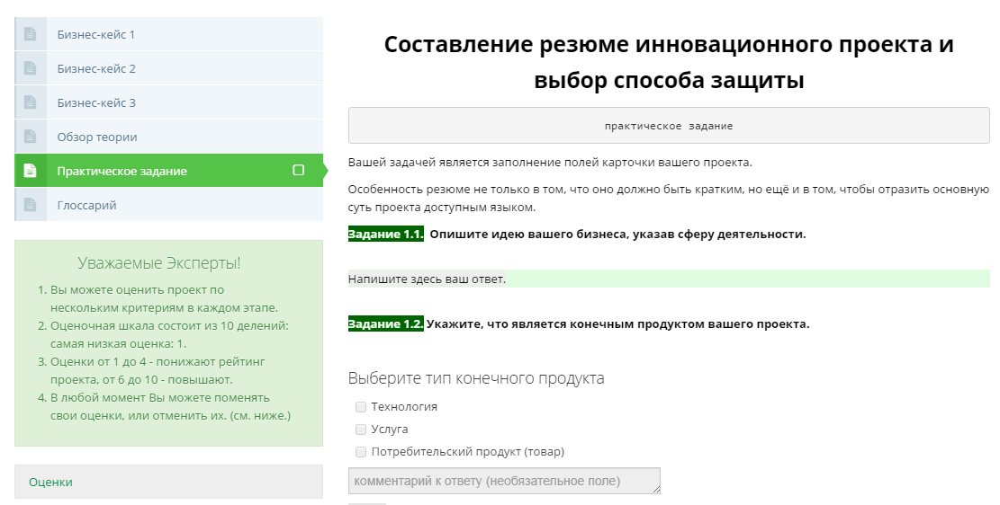 Бизнес-кейс 1
Бизнес-кейс 2
Бизнес-кейс 3
Обзор теории
Практическое задание
Глоссарий
Уважаемые Эксперты!
1. Вы можете оценить проект по
нескольким критериям в каждом этапе.
2. Оценочная шкала состоит из 10 делений:
самая низкая оценка: 1.
3. Оценки от 1 до 4 - понижают рейтинг
проекта, от 6 до 10 - повышают.
4. В любой момент Вы можете поменять
свои оценки, или отменить их. (см. ниже.)
Оценки
Составление резюме инновационного проекта и
выбор способа защиты
практическое задание
Вашей задачей является заполнение полей карточки вашего проекта.
Особенность резюме не только в том, что оно должно быть кратким, но ещё и в том, чтобы отразить основную
суть проекта доступным языком.
Задание 1.1. Опишите идею вашего бизнеса, указав сферу деятельности.
Напишите здесь ваш ответ.
Задание 1.2. Укажите, что является конечным продуктом вашего проекта.
Выберите тип конечного продукта
Технология
Услуга
Потребительский продукт (товар)
комментарий к ответу (необязательное поле)